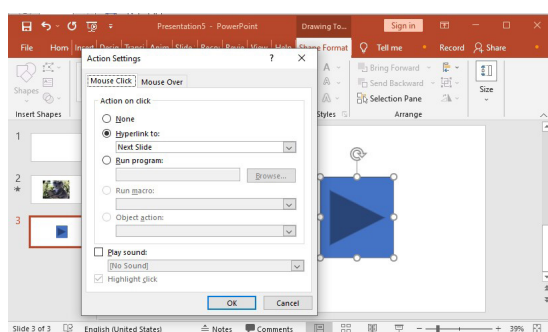 Presentation5 - PowerPoint
Drawing To...
Sign in
File
Hom
Insert
Shape Format
Tell me
Record
Share
Shapes
Bring Forward
Send Backward
Selection Pane
Size
Insert Shapes
Styles
Arrange
Action Settings
?
Mouse Click
Mouse Over
Action on click
None
Hyperlink to:
Next Slide
Run program:
Browse...
Run macro:
Object action:
Play sound:
[No Sound]
Highlight click
OK
Cancel
1
2
3
Slide 3 of 3
English (United States)
Notes
Comments
39%